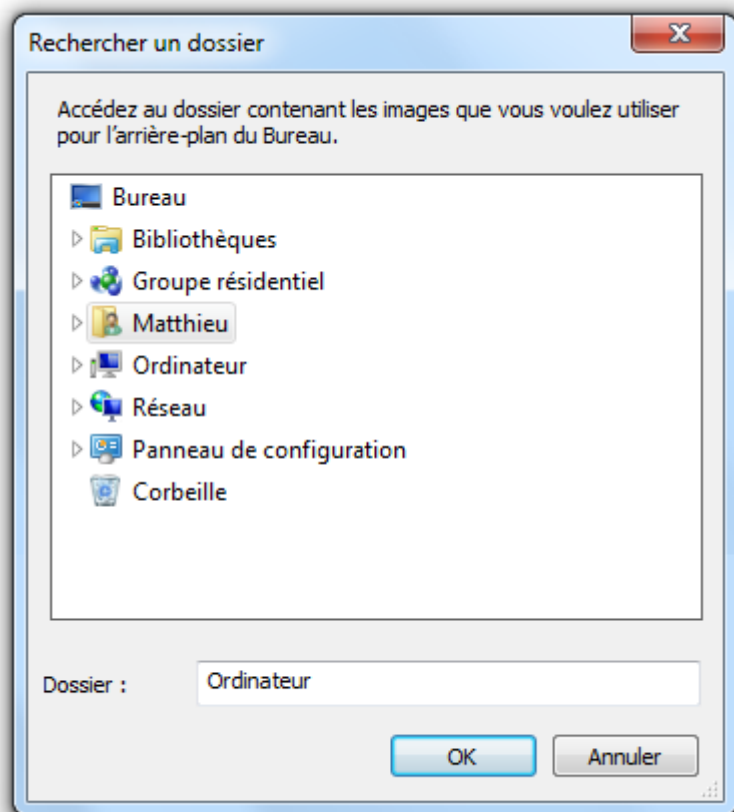 Rechercher un dossier
Accédez au dossier contenant les images que vous voulez utiliser
pour l'arrière-plan du Bureau.
Bureau
Bibliothèques
Groupe résidentiel
Matthieu
Ordinateur
Réseau
Panneau de configuration
Corbeille
Dossier : Ordinateur
OK Annuler